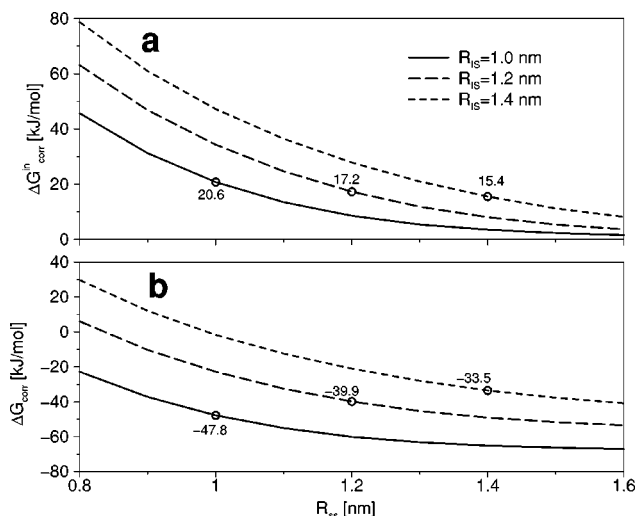 80
a
R_IS=1.0 nm
R_IS=1.2 nm
R_IS=1.4 nm
60
40
20
0
ΔG^in_corr [kJ/mol]
20.6
17.2
15.4
40
b
20
0
−20
−40
−60
−80
ΔG_corr [kJ/mol]
−47.8
−39.9
−33.5
0.8
1
1.2
1.4
1.6
R_ss [nm]